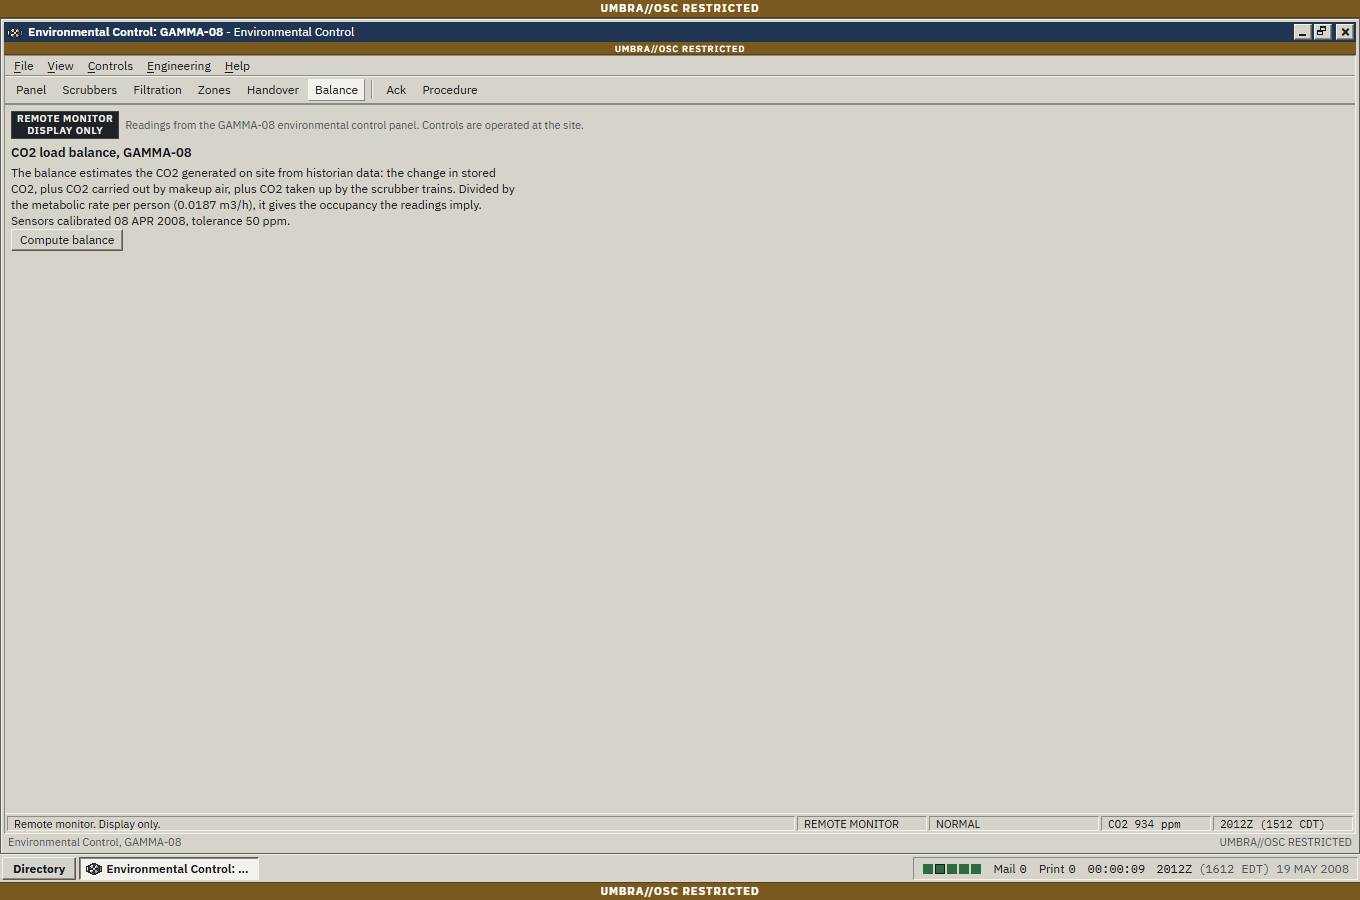 UMBRA//OSC RESTRICTED
Environmental Control: GAMMA-08 - Environmental Control
UMBRA//OSC RESTRICTED
File View Controls Engineering Help
Panel Scrubbers Filtration Zones Handover Balance Ack Procedure
REMOTE MONITOR
DISPLAY ONLY
Readings from the GAMMA-08 environmental control panel. Controls are operated at the site.
CO2 load balance, GAMMA-08
The balance estimates the CO2 generated on site from historian data: the change in stored
CO2, plus CO2 carried out by makeup air, plus CO2 taken up by the scrubber trains. Divided by
the metabolic rate per person (0.0187 m3/h), it gives the occupancy the readings imply.
Sensors calibrated 08 APR 2008, tolerance 50 ppm.
Compute balance
Remote monitor. Display only. REMOTE MONITOR NORMAL CO2 934 ppm 2012Z (1512 CDT)
Environmental Control, GAMMA-08 UMBRA//OSC RESTRICTED
Directory Environmental Control: ... Mail 0 Print 0 00:00:09 2012Z (1612 EDT) 19 MAY 2008
UMBRA//OSC RESTRICTED